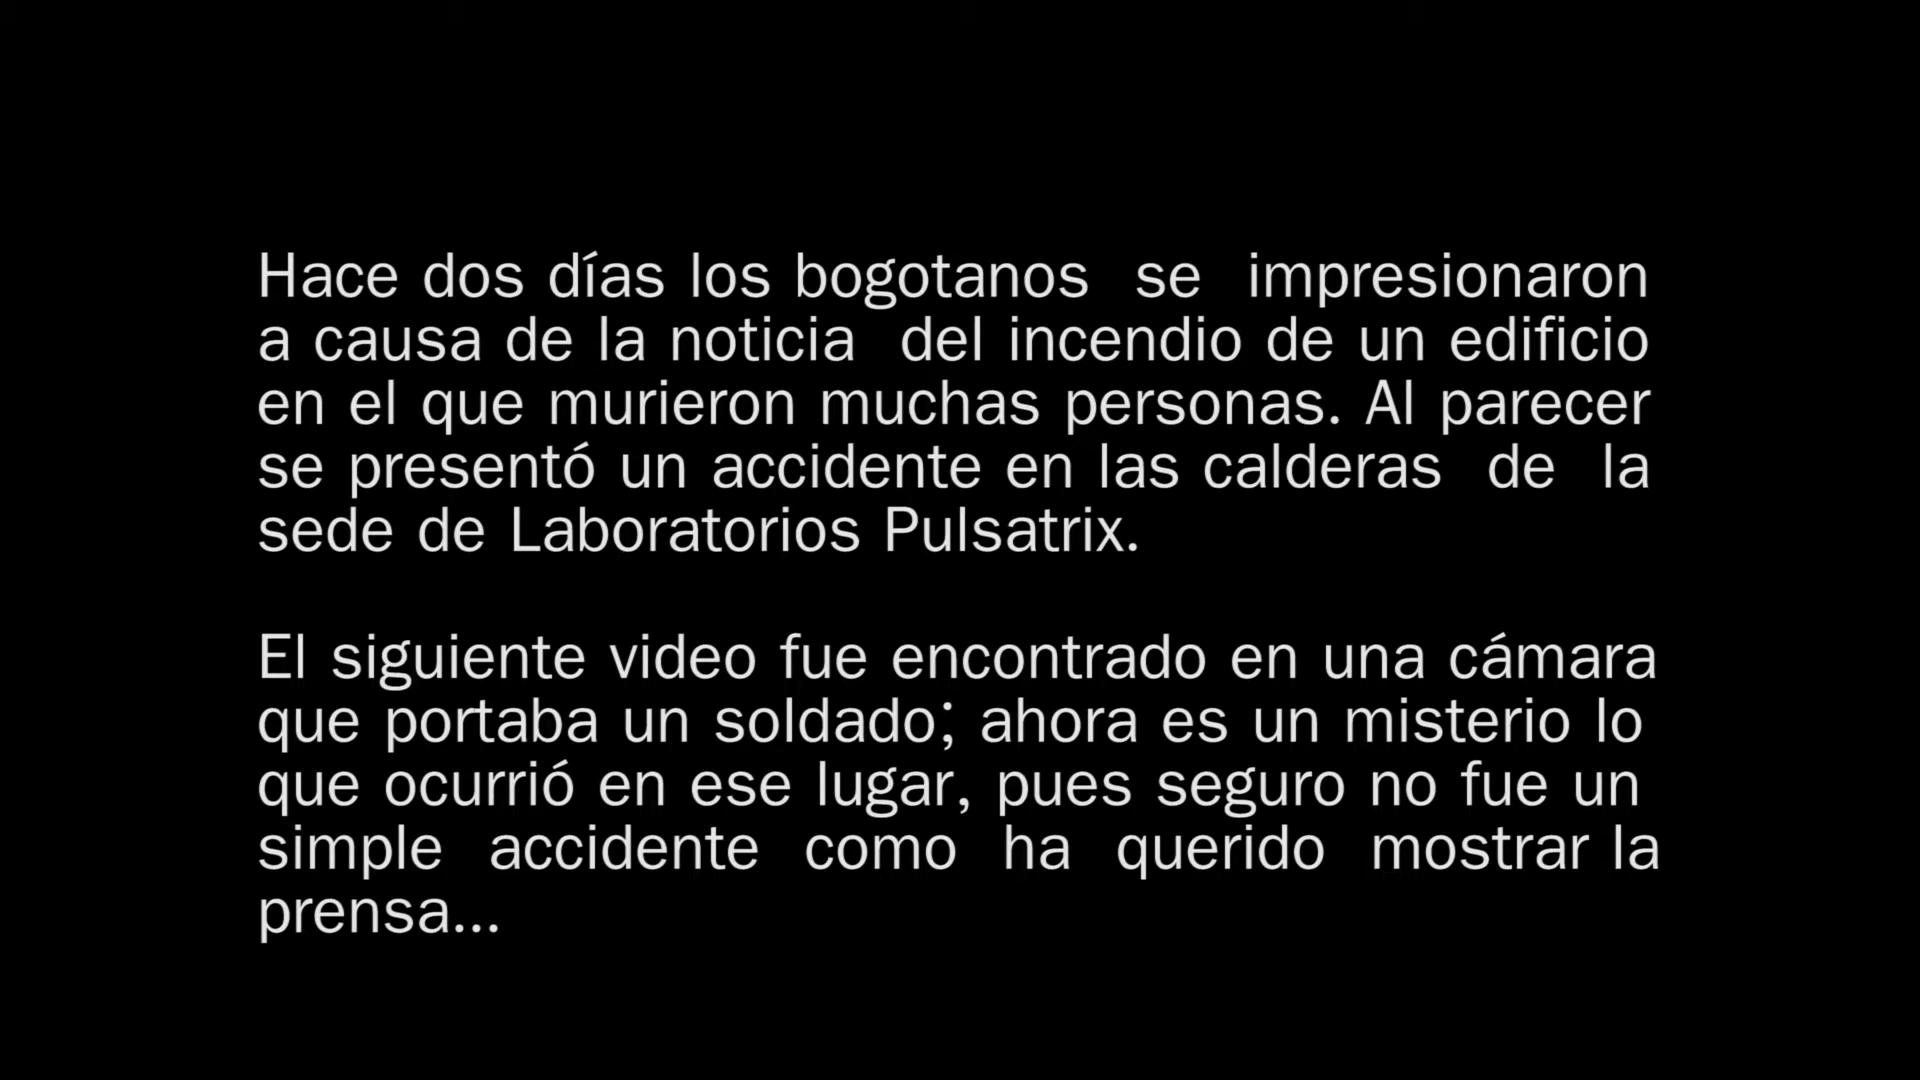 Hace dos días los bogotanos se impresionaron
a causa de la noticia del incendio de un edificio
en el que murieron muchas personas. Al parecer
se presentó un accidente en las calderas de la
sede de Laboratorios Pulsatrix.
El siguiente video fue encontrado en una cámara
que portaba un soldado; ahora es un misterio lo
que ocurrió en ese lugar, pues seguro no fue un
simple accidente como ha querido mostrar la
prensa...